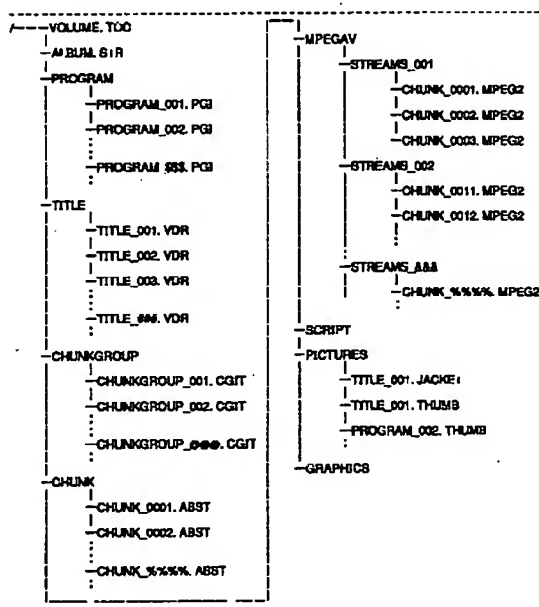 VOLUME. TOC
ALBUM. STR
PROGRAM
PROGRAM_001. PGI
PROGRAM_002. PGI
PROGRAM_$$$. PGI
TITLE
TITLE_001. VDR
TITLE_002. VDR
TITLE_003. VDR
TITLE_###. VDR
CHUNKGROUP
CHUNKGROUP_001. CGIT
CHUNKGROUP_002. CGIT
CHUNKGROUP_@@@. CGIT
CHUNK
CHUNK_0001. ABST
CHUNK_0002. ABST
CHUNK_%%%%. ABST
MPEGAV
STREAMS_001
CHUNK_0001. MPEG2
CHUNK_0002. MPEG2
CHUNK_0003. MPEG2
STREAMS_002
CHUNK_0011. MPEG2
CHUNK_0012. MPEG2
STREAMS_&&&
CHUNK_%%%%. MPEG2
SCRIPT
PICTURES
TITLE_001. JACKET
TITLE_001. THUMB
PROGRAM_002. THUMB
GRAPHICS